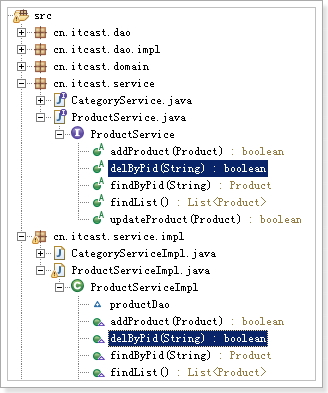 src
cn.itcast.dao
cn.itcast.dao.impl
cn.itcast.domain
cn.itcast.service
CategoryService.java
ProductService.java
ProductService
addProduct(Product) : boolean
delByPid(String) : boolean
findByPid(String) : Product
findList() : List<Product>
updateProduct(Product) : boolean
cn.itcast.service.impl
CategoryServiceImpl.java
ProductServiceImpl.java
ProductServiceImpl
productDao
addProduct(Product) : boolean
delByPid(String) : boolean
findByPid(String) : Product
findList() : List<Product>